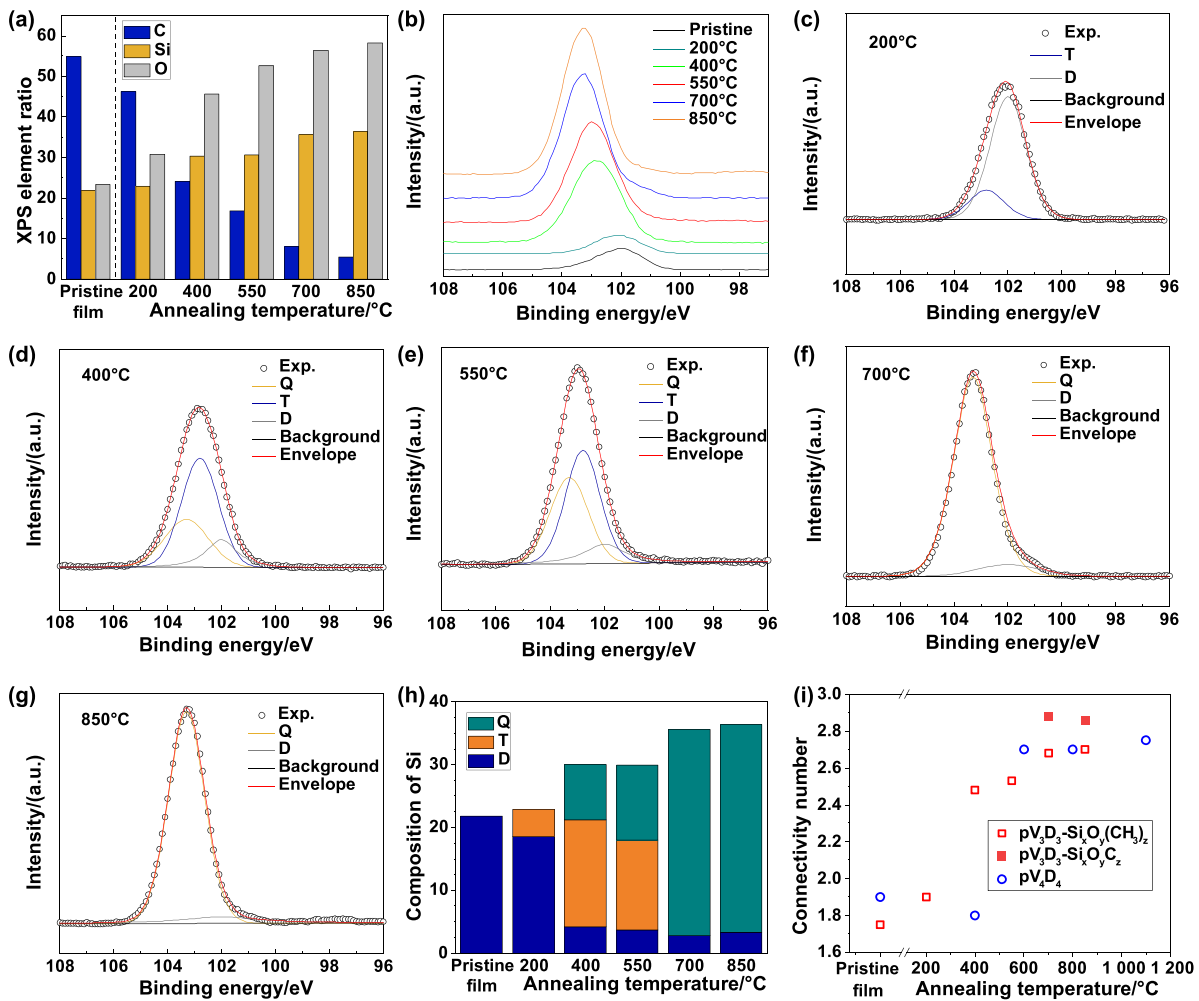 (a)
60
50
40
30
20
10
0
XPS element ratio
C
Si
O
Pristine film
200
400
550
700
850
Annealing temperature/°C
(b)
Intensity/(a.u.)
Pristine
200°C
400°C
550°C
700°C
850°C
108
106
104
102
100
98
Binding energy/eV
(c)
200°C
Intensity/(a.u.)
Exp.
T
D
Background
Envelope
108
106
104
102
100
98
96
Binding energy/eV
(d)
400°C
Intensity/(a.u.)
Exp.
Q
T
D
Background
Envelope
108
106
104
102
100
98
96
Binding energy/eV
(e)
550°C
Intensity/(a.u.)
Exp.
Q
T
D
Background
Envelope
108
106
104
102
100
98
96
Binding energy/eV
(f)
700°C
Intensity/(a.u.)
Exp.
Q
D
Background
Envelope
108
106
104
102
100
98
96
Binding energy/eV
(g)
850°C
Intensity/(a.u.)
Exp.
Q
D
Background
Envelope
108
106
104
102
100
98
96
Binding energy/eV
(h)
40
30
20
10
0
Composition of Si
Q
T
D
Pristine film
200
400
550
700
850
Annealing temperature/°C
(i)
3.0
2.8
2.6
2.4
2.2
2.0
1.8
1.6
Connectivity number
pV₃D₃-SiₓOᵧ(CH₃)z
pV₃D₃-SiₓOᵧCz
pV₄D₄
Pristine film
200
400
600
800
1 000
1 200
Annealing temperature/°C